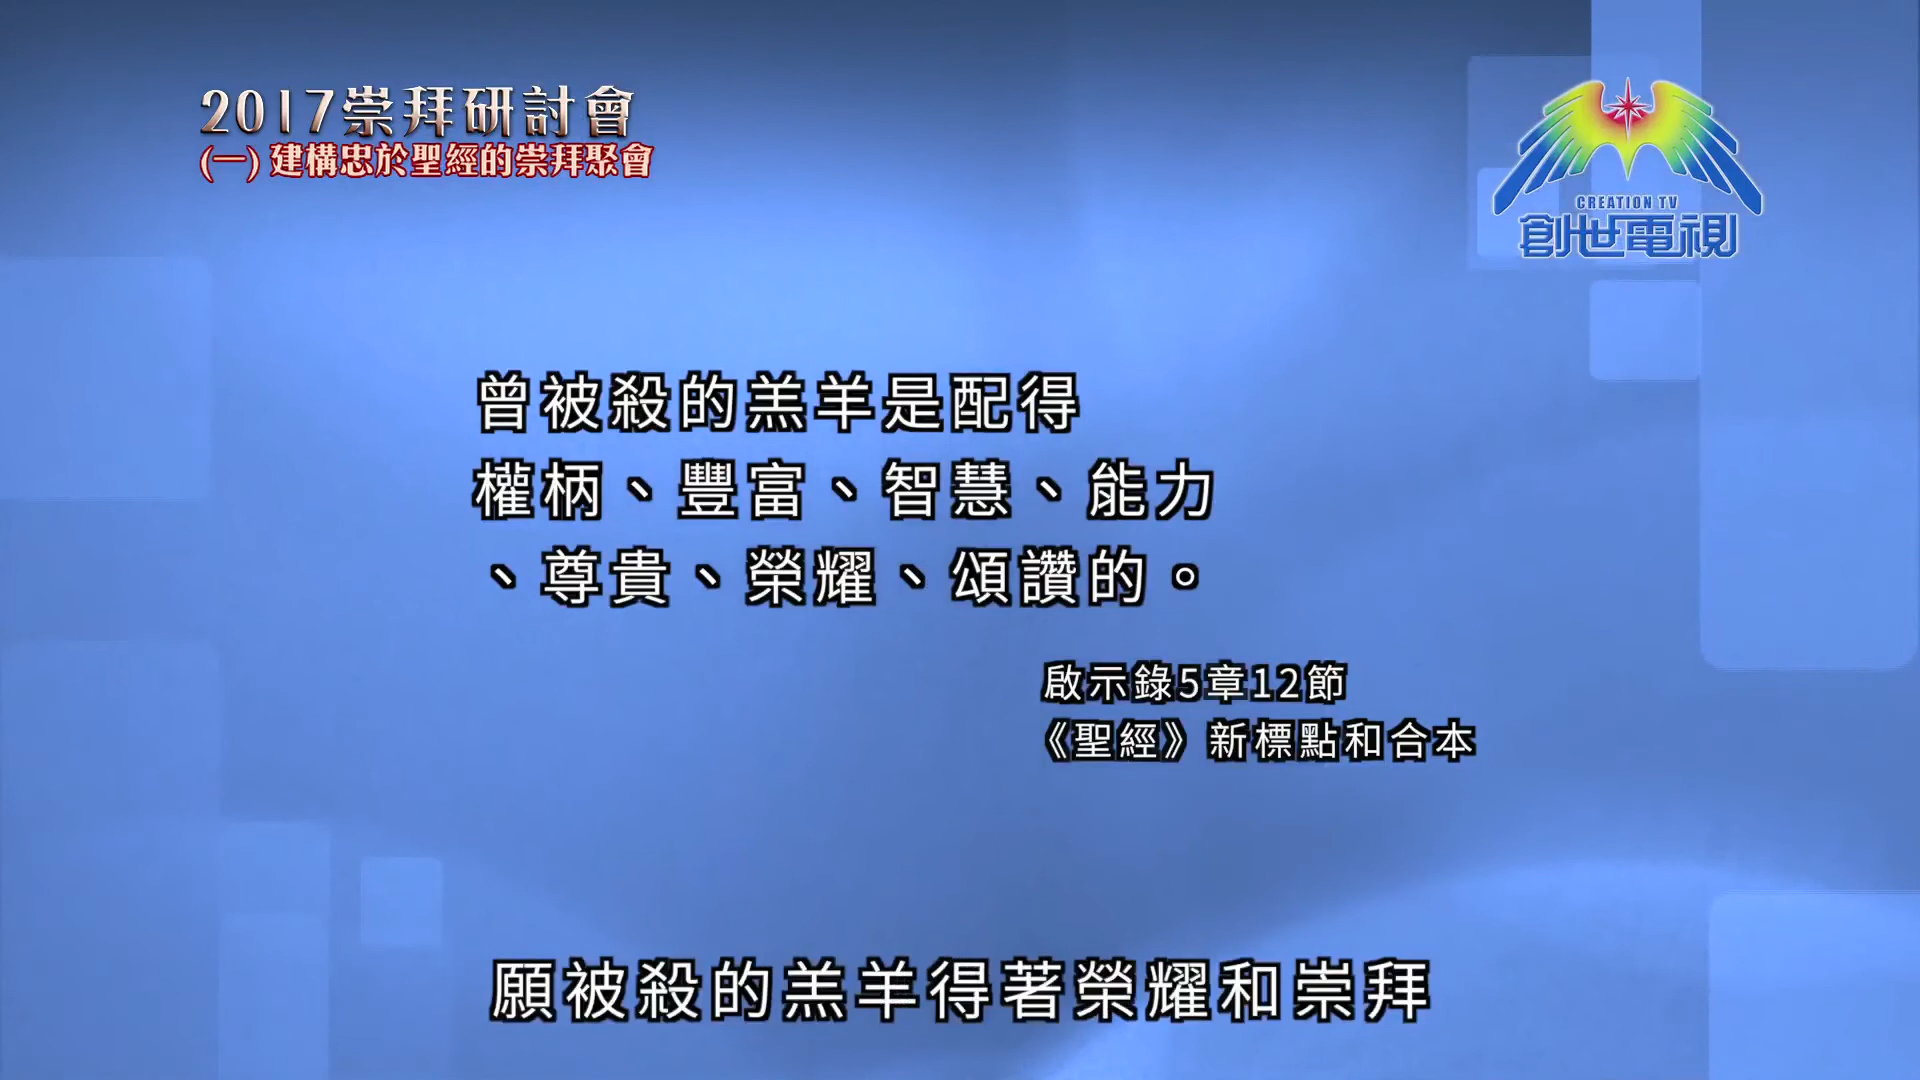 2017崇拜研討會
(一) 建構忠於聖經的崇拜聚會
CREATION TV
創世電視
曾被殺的羔羊是配得
權柄、豐富、智慧、能力
、尊貴、榮耀、頌讚的。
啟示錄5章12節
《聖經》新標點和合本
願被殺的羔羊得著榮耀和崇拜